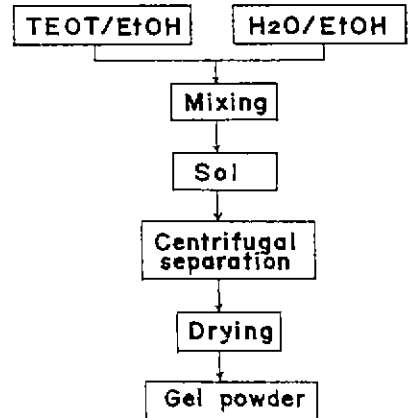 TEOT/EtOH
H2O/EtOH
Mixing
Sol
Centrifugal
separation
Drying
Gel powder